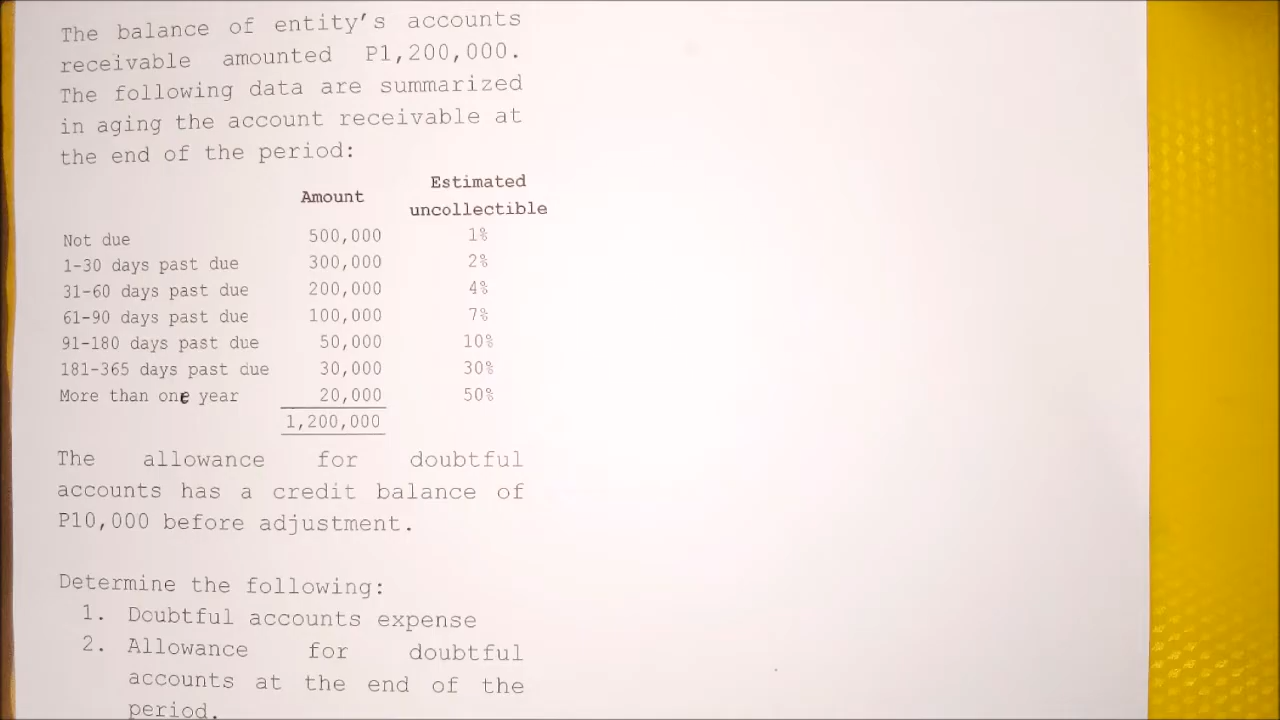 The balance of entity's accounts
receivable amounted P1,200,000.
The following data are summarized
in aging the account receivable at
the end of the period:
Amount Estimated uncollectible
Not due 500,000 1%
1-30 days past due 300,000 2%
31-60 days past due 200,000 4%
61-90 days past due 100,000 7%
91-180 days past due 50,000 10%
181-365 days past due 30,000 30%
More than one year 20,000 50%
1,200,000
The allowance for doubtful
accounts has a credit balance of
P10,000 before adjustment.
Determine the following:
1. Doubtful accounts expense
2. Allowance for doubtful
accounts at the end of the
period.